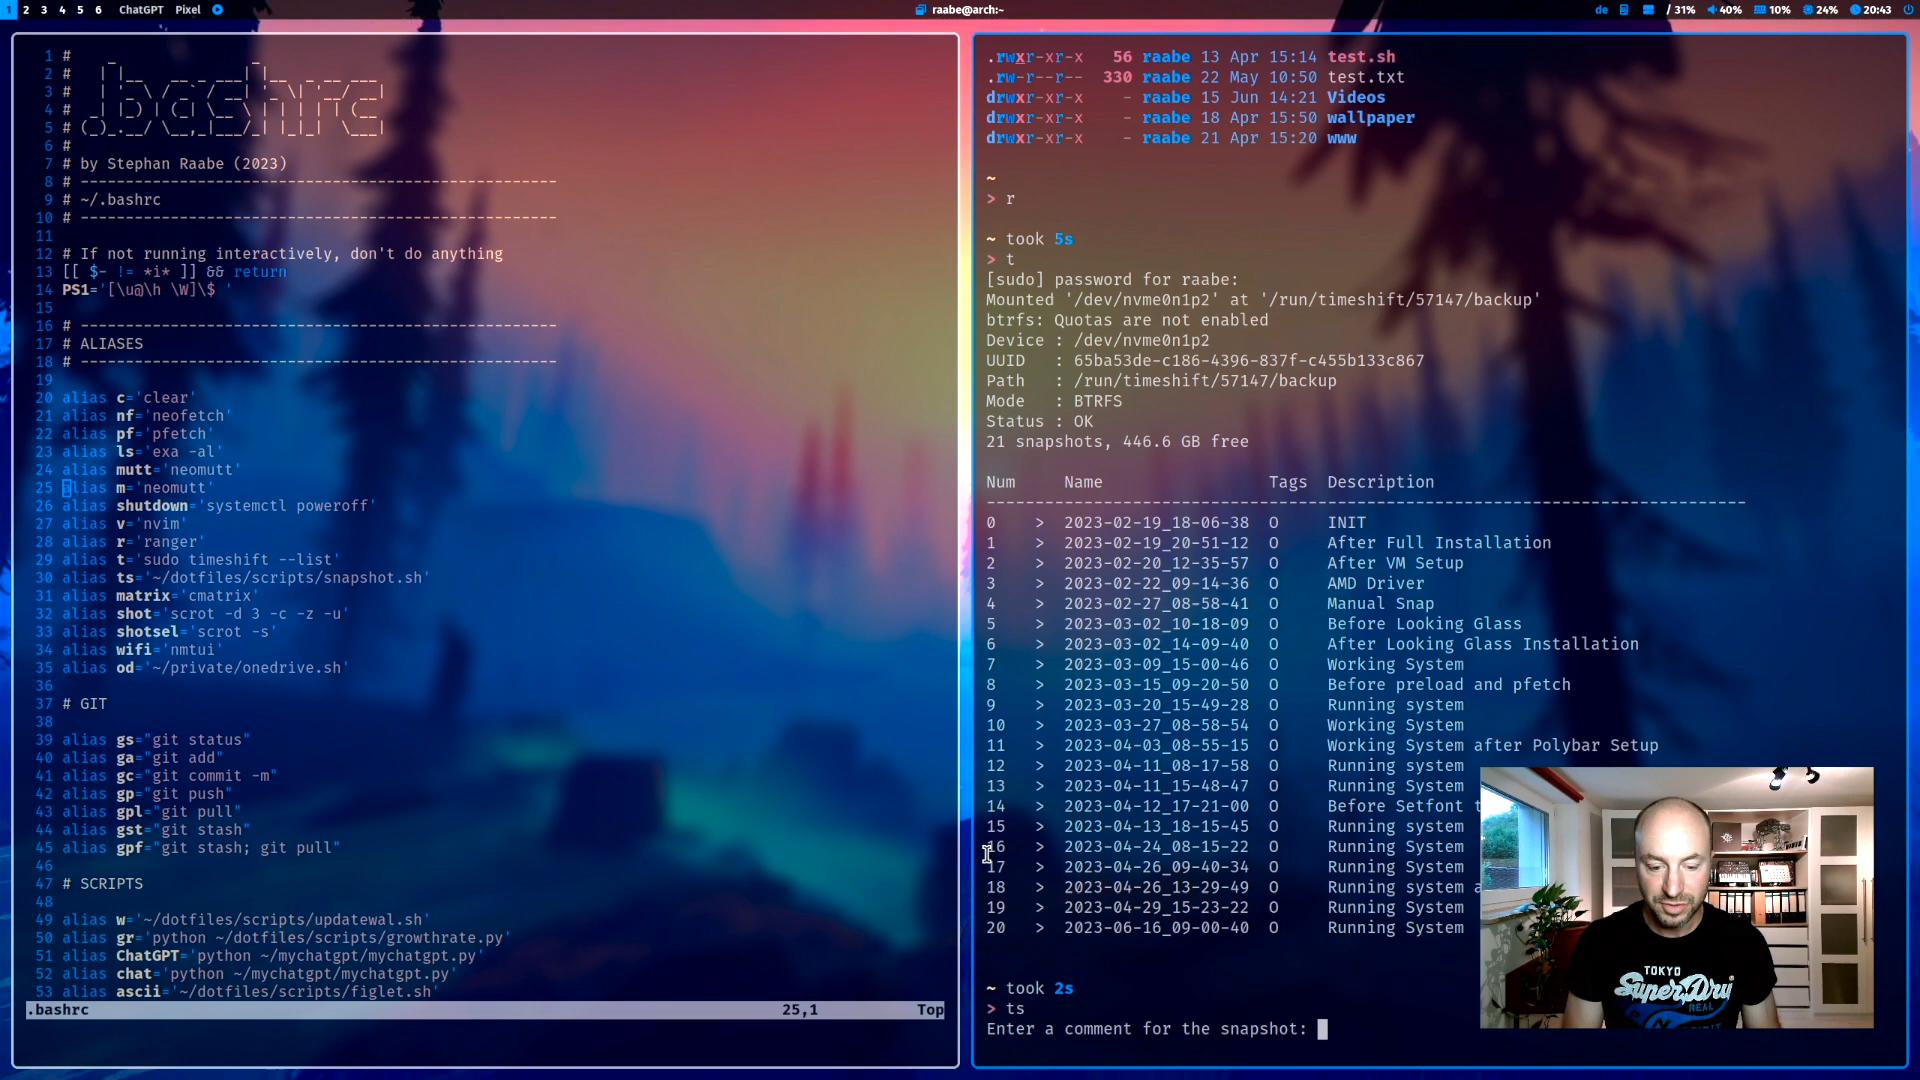 1 2 3 4 5 6 ChatGPT Pixel raabe@arch:~ de / 31% 40% 10% 24% 20:43
1 #
2 #
3 #
4 #
5 #
6 #
7 # by Stephan Raabe (2023)
8 # -----------------------------------------------------
9 # ~/.bashrc
10 # -----------------------------------------------------
11
12 # If not running interactively, don't do anything
13 [[ $- != *i* ]] && return
14 PS1='[\u@\h \W]\$ '
15
16 # -----------------------------------------------------
17 # ALIASES
18 # -----------------------------------------------------
19
20 alias c='clear'
21 alias nf='neofetch'
22 alias pf='pfetch'
23 alias ls='exa -al'
24 alias mutt='neomutt'
25 alias m='neomutt'
26 alias shutdown='systemctl poweroff'
27 alias v='nvim'
28 alias r='ranger'
29 alias t='sudo timeshift --list'
30 alias ts='~/dotfiles/scripts/snapshot.sh'
31 alias matrix='cmatrix'
32 alias shot='scrot -d 3 -c -z -u'
33 alias shotsel='scrot -s'
34 alias wifi='nmtui'
35 alias od='~/private/onedrive.sh'
36
37 # GIT
38
39 alias gs="git status"
40 alias ga="git add"
41 alias gc="git commit -m"
42 alias gp="git push"
43 alias gpl="git pull"
44 alias gst="git stash"
45 alias gpf="git stash; git pull"
46
47 # SCRIPTS
48
49 alias w='~/dotfiles/scripts/updatewal.sh'
50 alias gr='python ~/dotfiles/scripts/growthrate.py'
51 alias ChatGPT='python ~/mychatgpt/mychatgpt.py'
52 alias chat='python ~/mychatgpt/mychatgpt.py'
53 alias ascii='~/dotfiles/scripts/figlet.sh'
.bashrc 25,1 Top
.rwxr-xr-x 56 raabe 13 Apr 15:14 test.sh
.rw-r--r-- 330 raabe 22 May 10:50 test.txt
drwxr-xr-x - raabe 15 Jun 14:21 Videos
drwxr-xr-x - raabe 18 Apr 15:50 wallpaper
drwxr-xr-x - raabe 21 Apr 15:20 www
~
> r
~ took 5s
> t
[sudo] password for raabe:
Mounted '/dev/nvme0n1p2' at '/run/timeshift/57147/backup'
btrfs: Quotas are not enabled
Device : /dev/nvme0n1p2
UUID : 65ba53de-c186-4396-837f-c455b133c867
Path : /run/timeshift/57147/backup
Mode : BTRFS
Status : OK
21 snapshots, 446.6 GB free
Num Name Tags Description
------------------------------------------------------------------------------
0 > 2023-02-19_18-06-38 O INIT
1 > 2023-02-19_20-51-12 O After Full Installation
2 > 2023-02-20_12-35-57 O After VM Setup
3 > 2023-02-22_09-14-36 O AMD Driver
4 > 2023-02-27_08-58-41 O Manual Snap
5 > 2023-03-02_10-18-09 O Before Looking Glass
6 > 2023-03-02_14-09-40 O After Looking Glass Installation
7 > 2023-03-09_15-00-46 O Working System
8 > 2023-03-15_09-20-50 O Before preload and pfetch
9 > 2023-03-20_15-49-28 O Running system
10 > 2023-03-27_08-58-54 O Working System
11 > 2023-04-03_08-55-15 O Working System after Polybar Setup
12 > 2023-04-11_08-17-58 O Running system
13 > 2023-04-11_15-48-47 O Running system
14 > 2023-04-12_17-21-00 O Before Setfont
15 > 2023-04-13_18-15-45 O Running system
16 > 2023-04-24_08-15-22 O Running System
17 > 2023-04-26_09-40-34 O Running System
18 > 2023-04-26_13-29-49 O Running system
19 > 2023-04-29_15-23-22 O Running System
20 > 2023-06-16_09-00-40 O Running System
~ took 2s
> ts
Enter a comment for the snapshot:
TOKYO
SuperDry
REAL